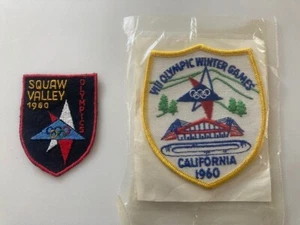 SQUAW
VALLEY
1960
OLYMPICS
VIII OLYMPIC WINTER GAMES
CALIFORNIA
1960